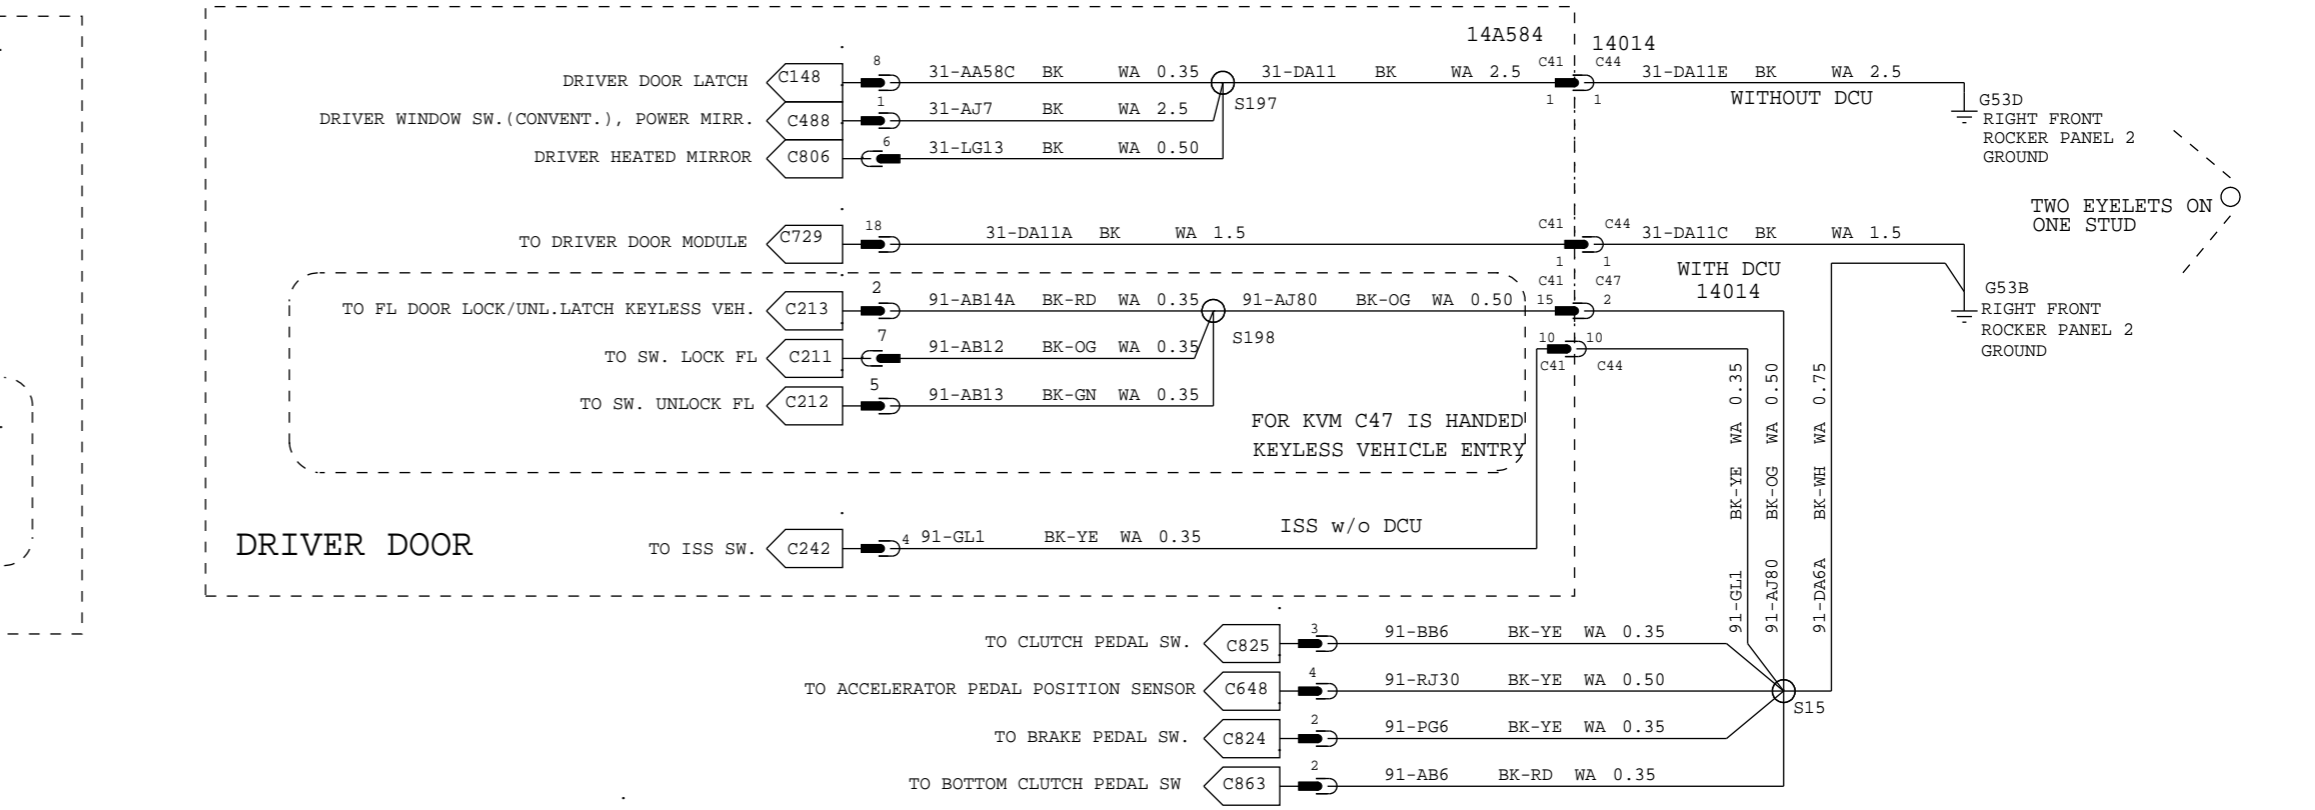 14A584 14014
DRIVER DOOR LATCH C148 8 31-AA58C BK WA 0.35 S197 31-DA11 BK WA 2.5 C41 1 C44 1 31-DA11E BK WA 2.5
WITHOUT DCU
DRIVER WINDOW SW.(CONVENT.), POWER MIRR. C488 1 31-AJ7 BK WA 2.5
DRIVER HEATED MIRROR C806 6 31-LG13 BK WA 0.50
G53D
RIGHT FRONT
ROCKER PANEL 2
GROUND
TWO EYELETS ON
ONE STUD
TO DRIVER DOOR MODULE C729 18 31-DA11A BK WA 1.5 C41 1 C44 1 31-DA11C BK WA 1.5
WITH DCU
14014
G53B
RIGHT FRONT
ROCKER PANEL 2
GROUND
TO FL DOOR LOCK/UNL.LATCH KEYLESS VEH. C213 2 91-AB14A BK-RD WA 0.35 S198 91-AJ80 BK-OG WA 0.50 C41 15 C47 2
TO SW. LOCK FL C211 7 91-AB12 BK-OG WA 0.35
10 10
C41 C44
TO SW. UNLOCK FL C212 5 91-AB13 BK-GN WA 0.35
FOR KVM C47 IS HANDED
KEYLESS VEHICLE ENTRY
DRIVER DOOR
TO ISS SW. C242 4 91-GL1 BK-YE WA 0.35
ISS w/o DCU
91-GL1 BK-YE WA 0.35
91-AJ80 BK-OG WA 0.50
91-DA6A BK-WH WA 0.75
TO CLUTCH PEDAL SW. C825 3 91-BB6 BK-YE WA 0.35
TO ACCELERATOR PEDAL POSITION SENSOR C648 4 91-RJ30 BK-YE WA 0.50
S15
TO BRAKE PEDAL SW. C824 2 91-PG6 BK-YE WA 0.35
TO BOTTOM CLUTCH PEDAL SW C863 2 91-AB6 BK-RD WA 0.35